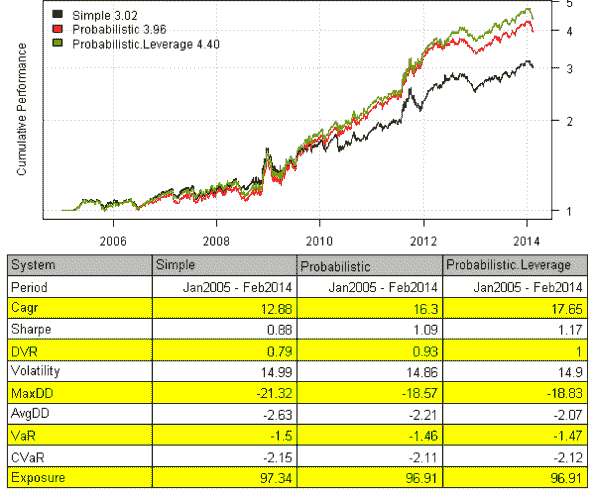 Simple 3.02
Probabilistic 3.96
Probabilistic.Leverage 4.40
Cumulative Performance
5
4
3
2
1
2006 2008 2010 2012 2014
System Simple Probabilistic Probabilistic.Leverage
Period Jan2005 - Feb2014 Jan2005 - Feb2014 Jan2005 - Feb2014
Cagr 12.88 16.3 17.65
Sharpe 0.88 1.09 1.17
DVR 0.79 0.93 1
Volatility 14.99 14.86 14.9
MaxDD -21.32 -18.57 -18.83
AvgDD -2.63 -2.21 -2.07
VaR -1.5 -1.46 -1.47
CVaR -2.15 -2.11 -2.12
Exposure 97.34 96.91 96.91